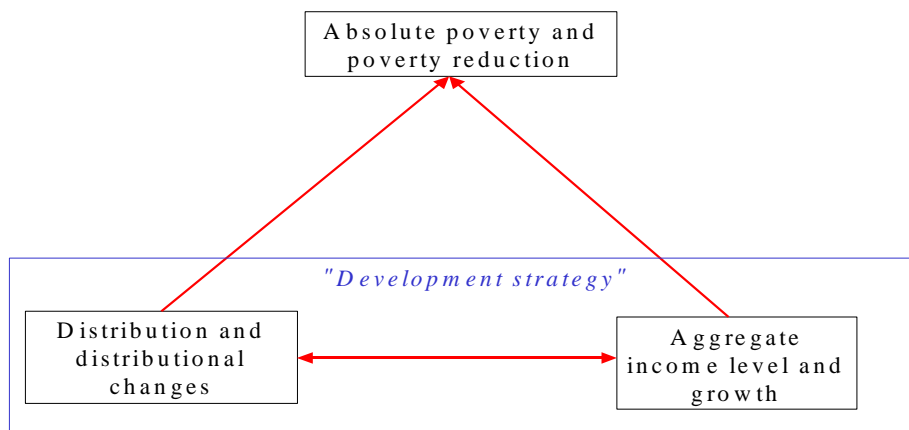 Absolute poverty and
poverty reduction
"Development strategy"
Distribution and
distributional
changes
Aggregate
income level and
growth